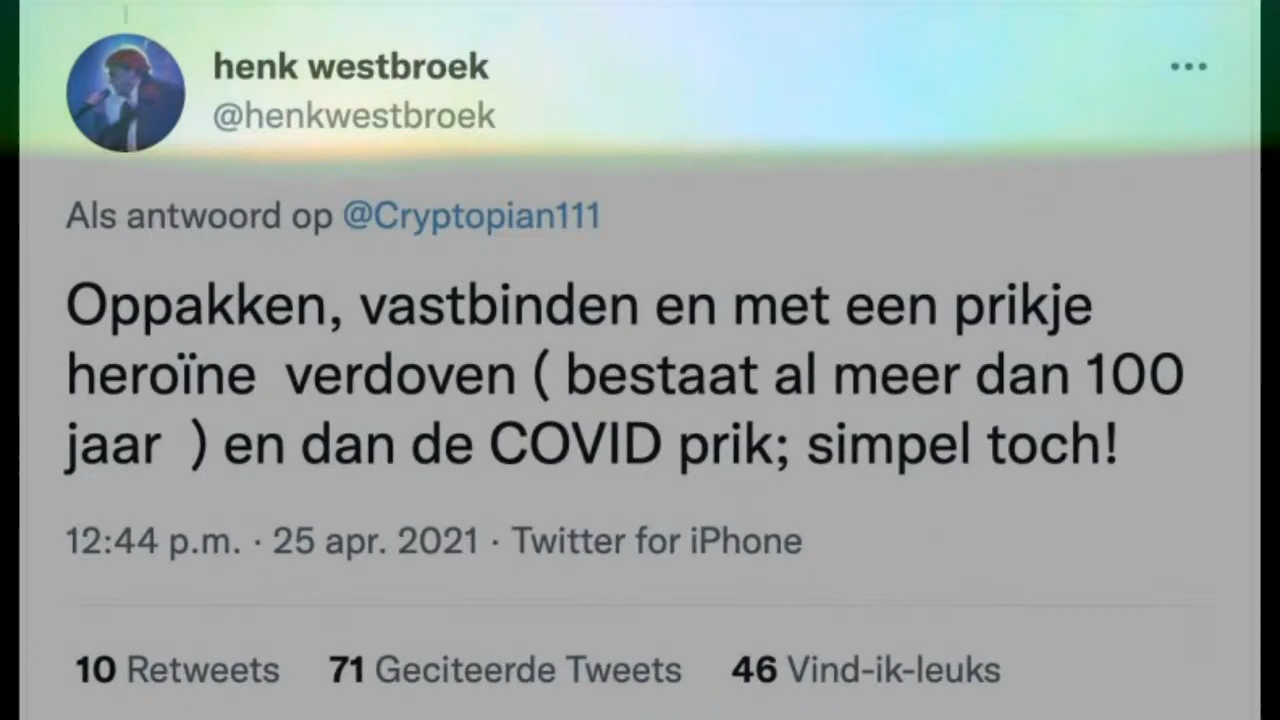 henk westbroek
@henkwestbroek
Als antwoord op @Cryptopian111
Oppakken, vastbinden en met een prikje
heroïne  verdoven ( bestaat al meer dan 100
jaar  ) en dan de COVID prik; simpel toch!
12:44 p.m. · 25 apr. 2021 · Twitter for iPhone
10 Retweets 71 Geciteerde Tweets 46 Vind-ik-leuks